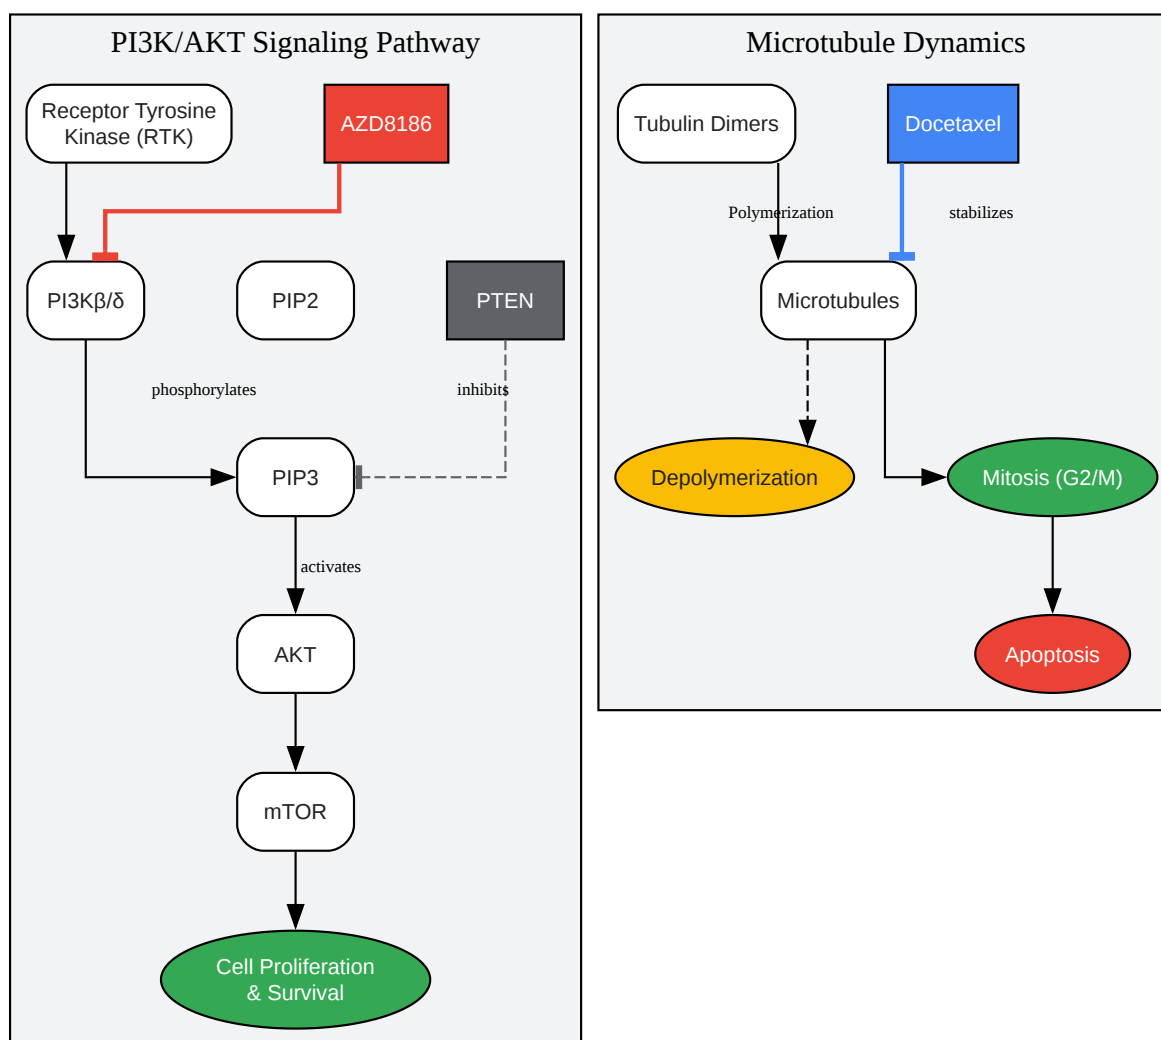 PI3K/AKT Signaling Pathway
Receptor Tyrosine
Kinase (RTK)
AZD8186
PI3Kβ/δ
PIP2
PTEN
phosphorylates
inhibits
PIP3
activates
AKT
mTOR
Cell Proliferation
& Survival
Microtubule Dynamics
Tubulin Dimers
Docetaxel
Polymerization
stabilizes
Microtubules
Depolymerization
Mitosis (G2/M)
Apoptosis